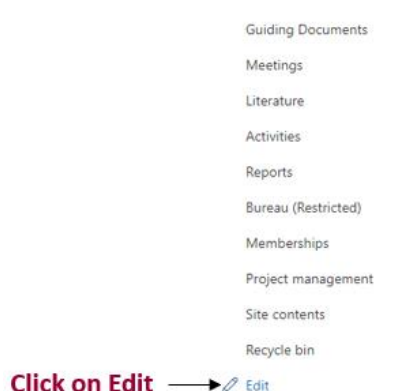 Guiding Documents
Meetings
Literature
Activities
Reports
Bureau (Restricted)
Memberships
Project management
Site contents
Recycle bin
Click on Edit Edit